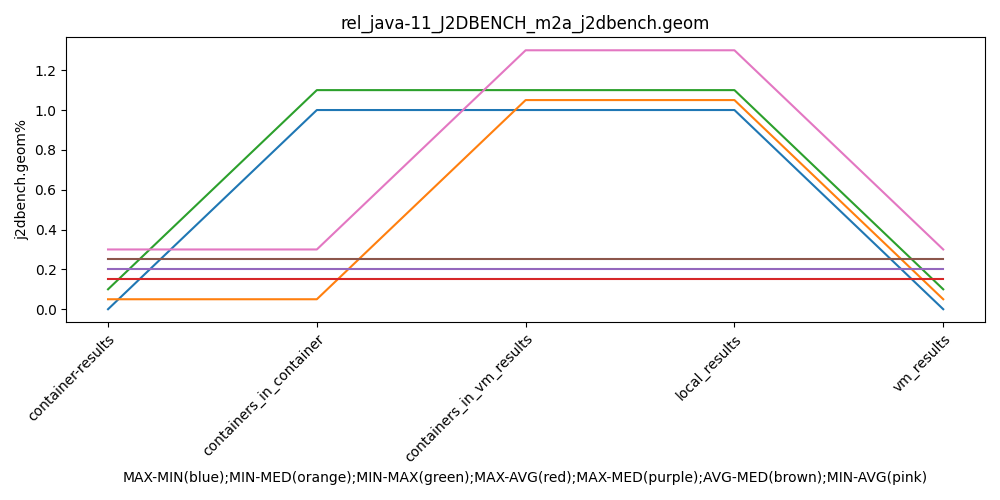 rel_java-11_J2DBENCH_m2a_j2dbench.geom
j2dbench.geom%
1.2
1.0
0.8
0.6
0.4
0.2
0.0
container-results
containers_in_container
containers_in_vm_results
local_results
vm_results
MAX-MIN(blue);MIN-MED(orange);MIN-MAX(green);MAX-AVG(red);MAX-MED(purple);AVG-MED(brown);MIN-AVG(pink)